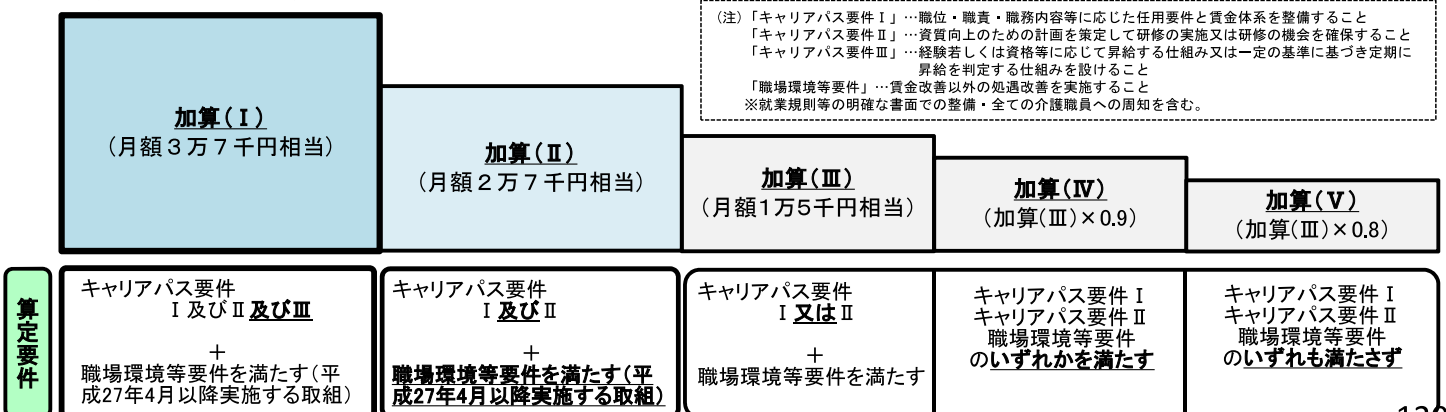 (注)「キャリアパス要件Ⅰ」…職位・職責・職務内容等に応じた任用要件と賃金体系を整備すること
「キャリアパス要件Ⅱ」…資質向上のための計画を策定して研修の実施又は研修の機会を確保すること
「キャリアパス要件Ⅲ」…経験若しくは資格等に応じて昇給する仕組み又は一定の基準に基づき定期に
昇給を判定する仕組みを設けること
「職場環境等要件」…賃金改善以外の処遇改善を実施すること
※就業規則等の明確な書面での整備・全ての介護職員への周知を含む。
加算(Ⅰ)
(月額3万7千円相当)
加算(Ⅱ)
(月額2万7千円相当)
加算(Ⅲ)
(月額1万5千円相当)
加算(Ⅳ)
(加算(Ⅲ)×0.9)
加算(Ⅴ)
(加算(Ⅲ)×0.8)
算定要件
キャリアパス要件
Ⅰ及びⅡ及びⅢ
+
職場環境等要件を満たす(平
成27年4月以降実施する取組)
キャリアパス要件
Ⅰ及びⅡ
+
職場環境等要件を満たす(平
成27年4月以降実施する取組)
キャリアパス要件
Ⅰ又はⅡ
+
職場環境等要件を満たす
キャリアパス要件Ⅰ
キャリアパス要件Ⅱ
職場環境等要件
のいずれかを満たす
キャリアパス要件Ⅰ
キャリアパス要件Ⅱ
職場環境等要件
のいずれも満たさず